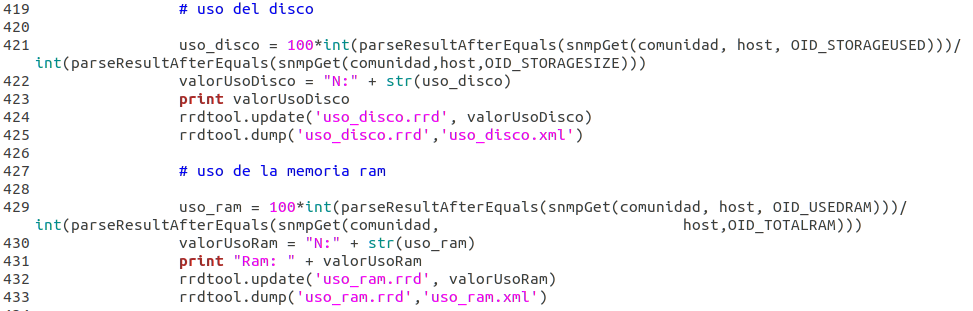 419                 # uso del disco
420
421                 uso_disco = 100*int(parseResultAfterEquals(snmpGet(comunidad, host, OID_STORAGEUSED)))/
int(parseResultAfterEquals(snmpGet(comunidad,host,OID_STORAGESIZE)))
422                 valorUsoDisco = "N:" + str(uso_disco)
423                 print valorUsoDisco
424                 rrdtool.update('uso_disco.rrd', valorUsoDisco)
425                 rrdtool.dump('uso_disco.rrd','uso_disco.xml')
426
427                 # uso de la memoria ram
428
429                 uso_ram = 100*int(parseResultAfterEquals(snmpGet(comunidad, host, OID_USEDRAM)))/
int(parseResultAfterEquals(snmpGet(comunidad,                           host,OID_TOTALRAM)))
430                 valorUsoRam = "N:" + str(uso_ram)
431                 print "Ram: " + valorUsoRam
432                 rrdtool.update('uso_ram.rrd', valorUsoRam)
433                 rrdtool.dump('uso_ram.rrd','uso_ram.xml')